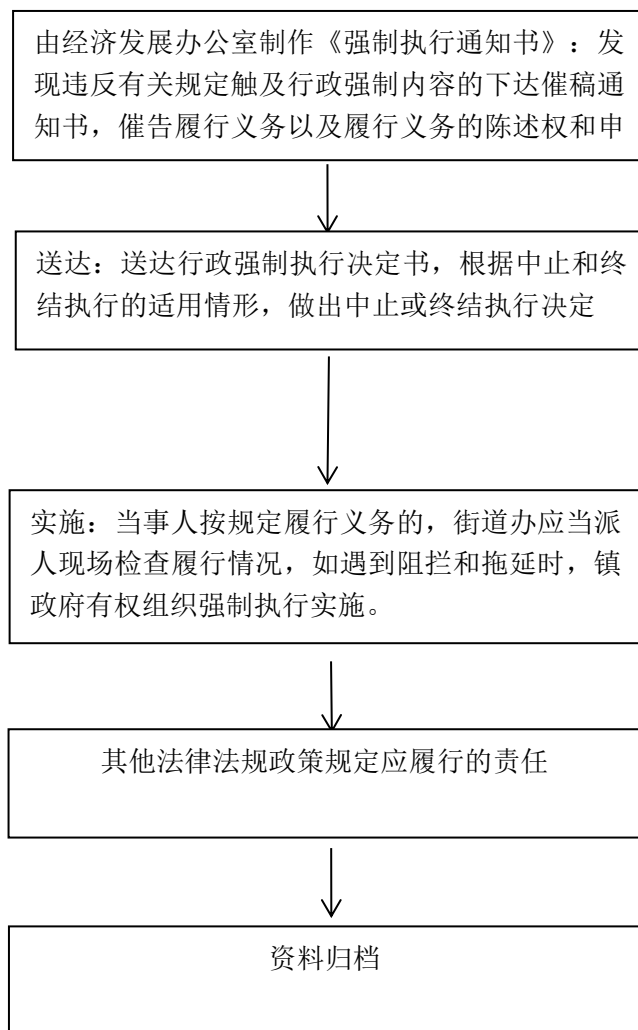 由经济发展办公室制作《强制执行通知书》：发
现违反有关规定触及行政强制内容的下达催稿通
知书，催告履行义务以及履行义务的陈述权和申
送达：送达行政强制执行决定书，根据中止和终
结执行的适用情形，做出中止或终结执行决定
实施：当事人按规定履行义务的，街道办应当派
人现场检查履行情况，如遇到阻拦和拖延时，镇
政府有权组织强制执行实施。
其他法律法规政策规定应履行的责任
资料归档